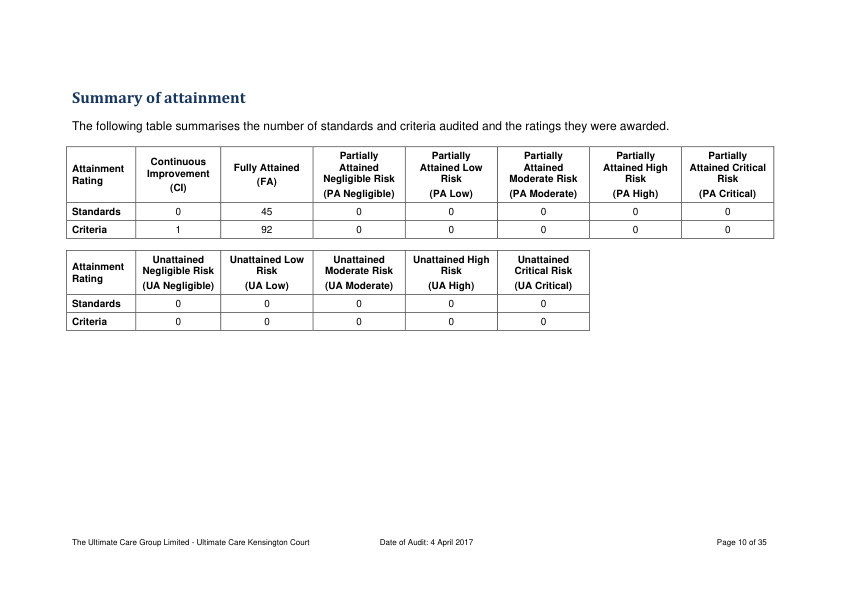 Summary of attainment
The following table summarises the number of standards and criteria audited and the ratings they were awarded.
Attainment Rating | Continuous Improvement (CI) | Fully Attained (FA) | Partially Attained Negligible Risk (PA Negligible) | Partially Attained Low Risk (PA Low) | Partially Attained Moderate Risk (PA Moderate) | Partially Attained High Risk (PA High) | Partially Attained Critical Risk (PA Critical)
Standards 0 45 0 0 0 0 0
Criteria 1 92 0 0 0 0 0
Attainment Rating | Unattained Negligible Risk (UA Negligible) | Unattained Low Risk (UA Low) | Unattained Moderate Risk (UA Moderate) | Unattained High Risk (UA High) | Unattained Critical Risk (UA Critical)
Standards 0 0 0 0 0
Criteria 0 0 0 0 0
The Ultimate Care Group Limited - Ultimate Care Kensington Court Date of Audit: 4 April 2017 Page 10 of 35